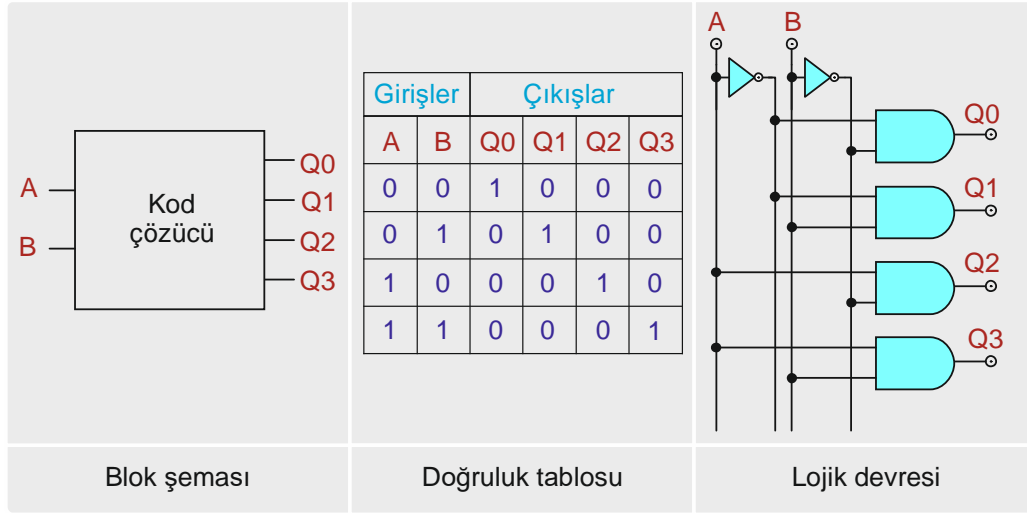 A
B
Kod
çözücü
Q0
Q1
Q2
Q3
Girişler Çıkışlar
A B Q0 Q1 Q2 Q3
0 0 1 0 0 0
0 1 0 1 0 0
1 0 0 0 1 0
1 1 0 0 0 1
A B
Q0
Q1
Q2
Q3
Blok şeması
Doğruluk tablosu
Lojik devresi